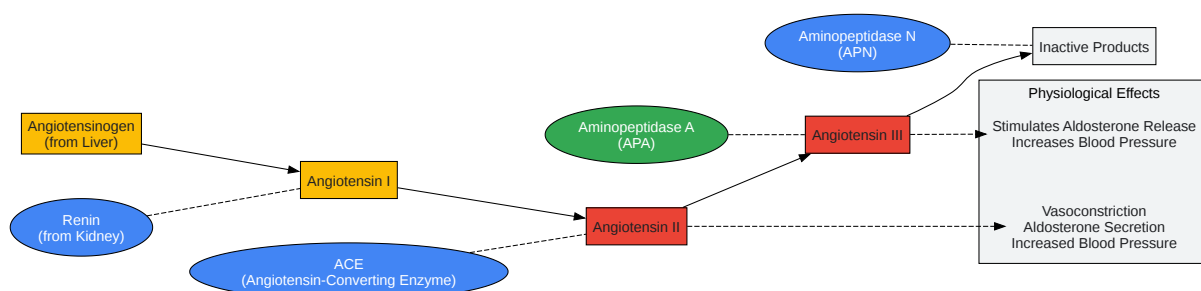 Aminopeptidase N
(APN)
Inactive Products
Physiological Effects
Angiotensinogen
(from Liver)
Aminopeptidase A
(APA)
Angiotensin III
Stimulates Aldosterone Release
Increases Blood Pressure
Angiotensin I
Renin
(from Kidney)
Angiotensin II
Vasoconstriction
Aldosterone Secretion
Increased Blood Pressure
ACE
(Angiotensin-Converting Enzyme)